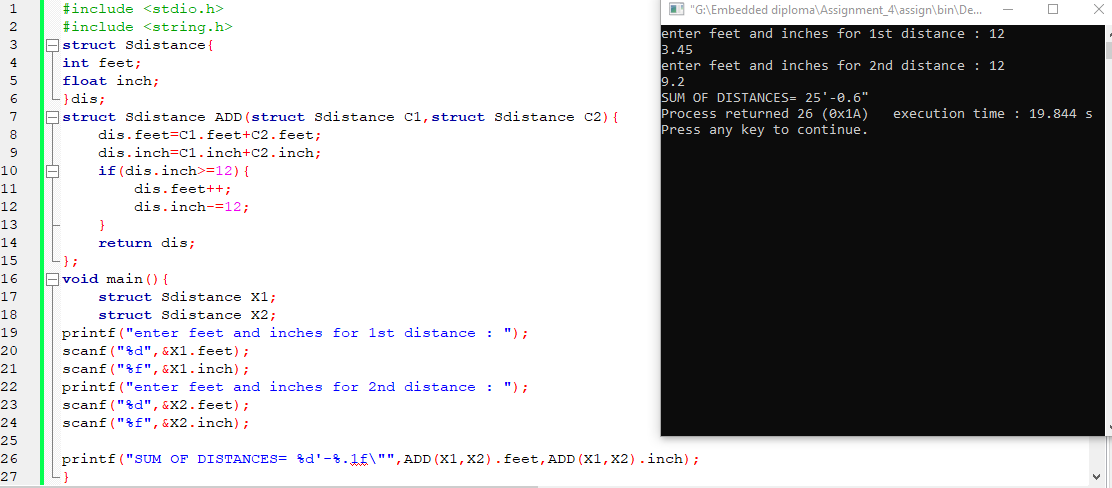 1 #include <stdio.h>
2 #include <string.h>
3 struct Sdistance{
4 int feet;
5 float inch;
6 }dis;
7 struct Sdistance ADD(struct Sdistance C1,struct Sdistance C2){
8 dis.feet=C1.feet+C2.feet;
9 dis.inch=C1.inch+C2.inch;
10 if(dis.inch>=12){
11 dis.feet++;
12 dis.inch-=12;
13 }
14 return dis;
15 };
16 void main(){
17 struct Sdistance X1;
18 struct Sdistance X2;
19 printf("enter feet and inches for 1st distance : ");
20 scanf("%d",&X1.feet);
21 scanf("%f",&X1.inch);
22 printf("enter feet and inches for 2nd distance : ");
23 scanf("%d",&X2.feet);
24 scanf("%f",&X2.inch);
25
26 printf("SUM OF DISTANCES= %d'-%.1f\"",ADD(X1,X2).feet,ADD(X1,X2).inch);
27 }
"G:\Embedded diploma\Assignment_4\assign\bin\De...
enter feet and inches for 1st distance : 12
3.45
enter feet and inches for 2nd distance : 12
9.2
SUM OF DISTANCES= 25'-0.6"
Process returned 26 (0x1A) execution time : 19.844 s
Press any key to continue.